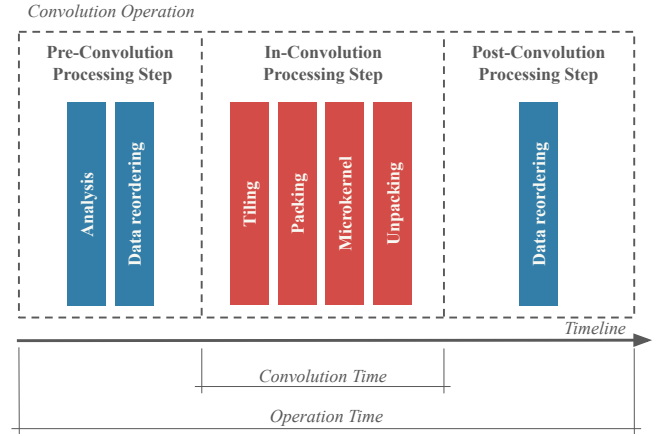 Convolution Operation
Pre-Convolution
Processing Step
In-Convolution
Processing Step
Post-Convolution
Processing Step
Analysis
Data reordering
Tiling
Packing
Microkernel
Unpacking
Data reordering
Timeline
Convolution Time
Operation Time